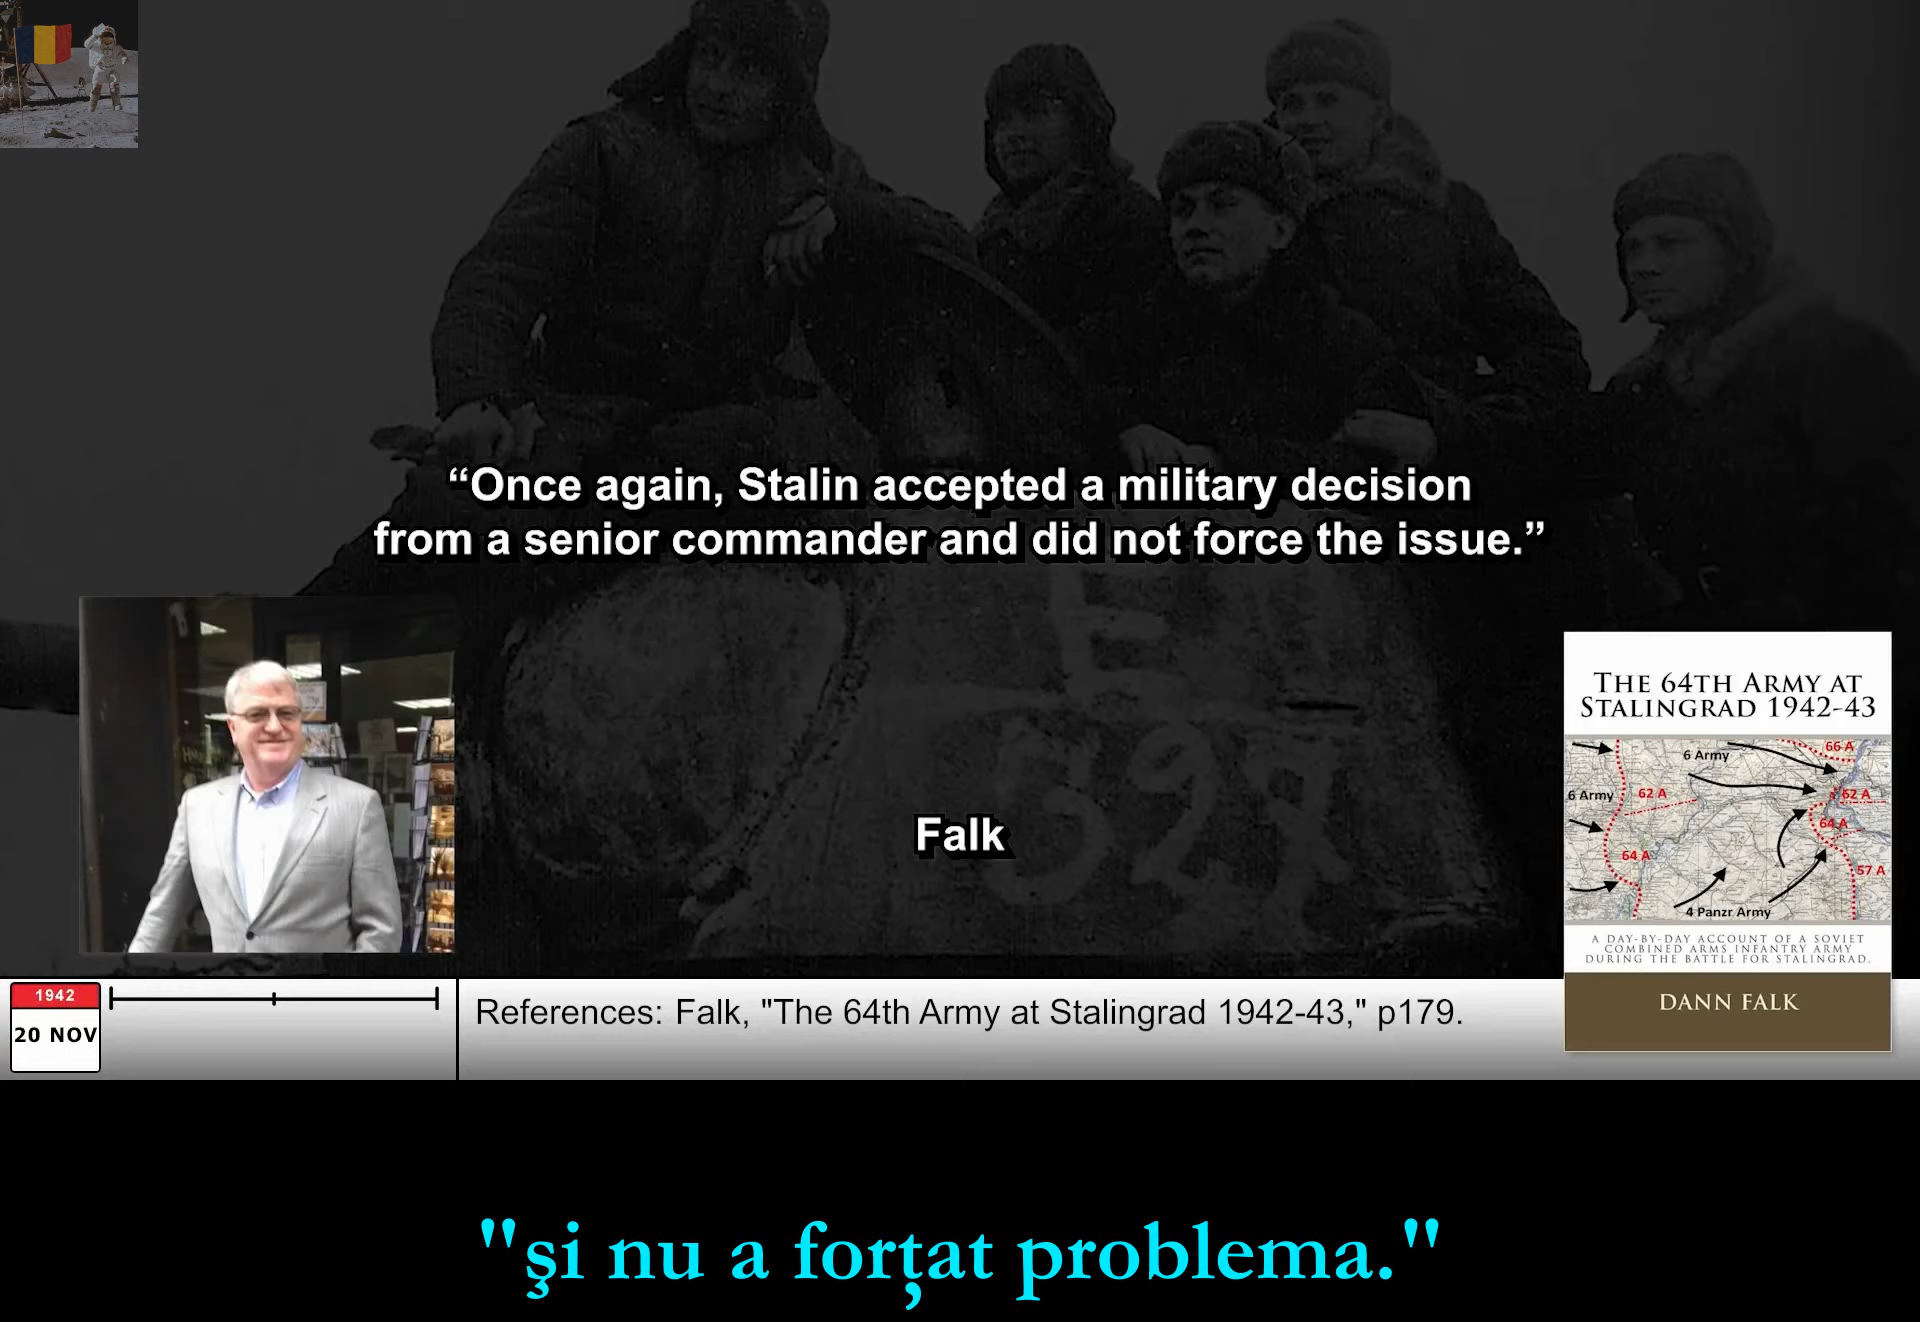 “Once again, Stalin accepted a military decision
from a senior commander and did not force the issue.”
Falk
THE 64TH ARMY AT
STALINGRAD 1942-43
66 A
6 Army
6 Army
62 A
62 A
64 A
64 A
57 A
4 Panzr Army
A DAY-BY-DAY ACCOUNT OF A SOVIET
COMBINED ARMS INFANTRY ARMY
DURING THE BATTLE FOR STALINGRAD.
DANN FALK
1942
20 NOV
References: Falk, "The 64th Army at Stalingrad 1942-43," p179.
"şi nu a forţat problema."